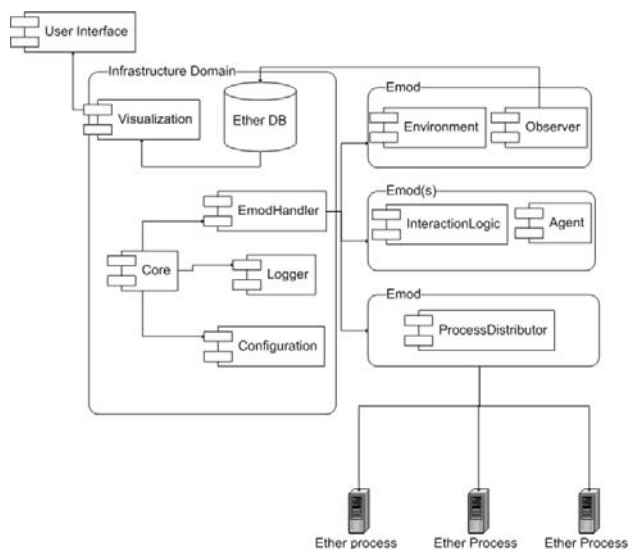 User Interface
Infrastructure Domain
Visualization
Ether DB
Emod
Environment
Observer
EmodHandler
Emod(s)
InteractionLogic
Agent
Core
Logger
Emod
ProcessDistributor
Configuration
Ether process
Ether Process
Ether Process